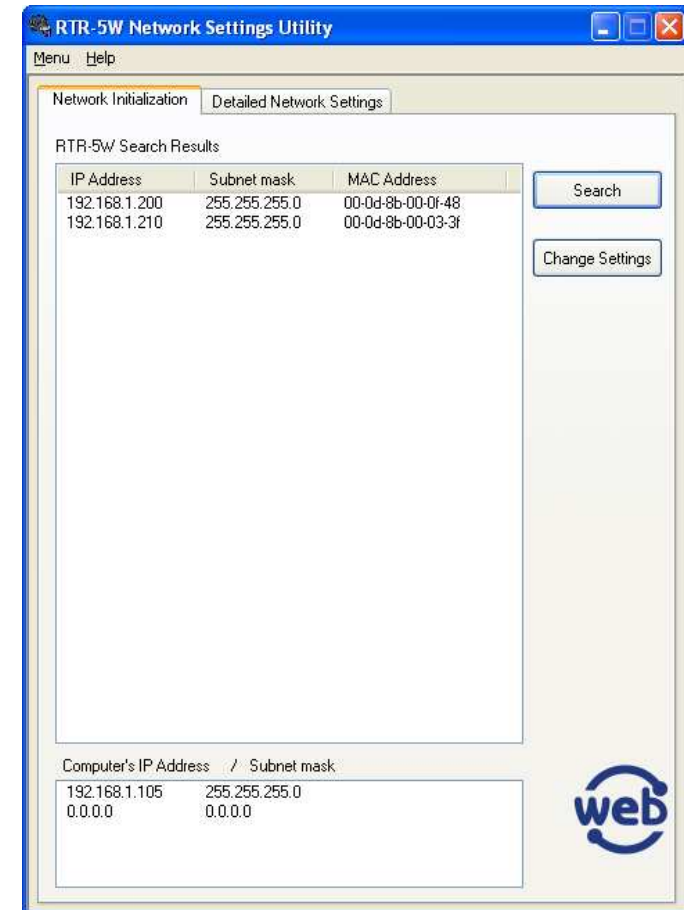 RTR-5W Network Settings Utility
Menu Help
Network Initialization Detailed Network Settings
RTR-5W Search Results
IP Address Subnet mask MAC Address
192.168.1.200 255.255.255.0 00-0d-8b-00-0f-48
192.168.1.210 255.255.255.0 00-0d-8b-00-03-3f
Search
Change Settings
Computer's IP Address / Subnet mask
192.168.1.105 255.255.255.0
0.0.0.0 0.0.0.0
web